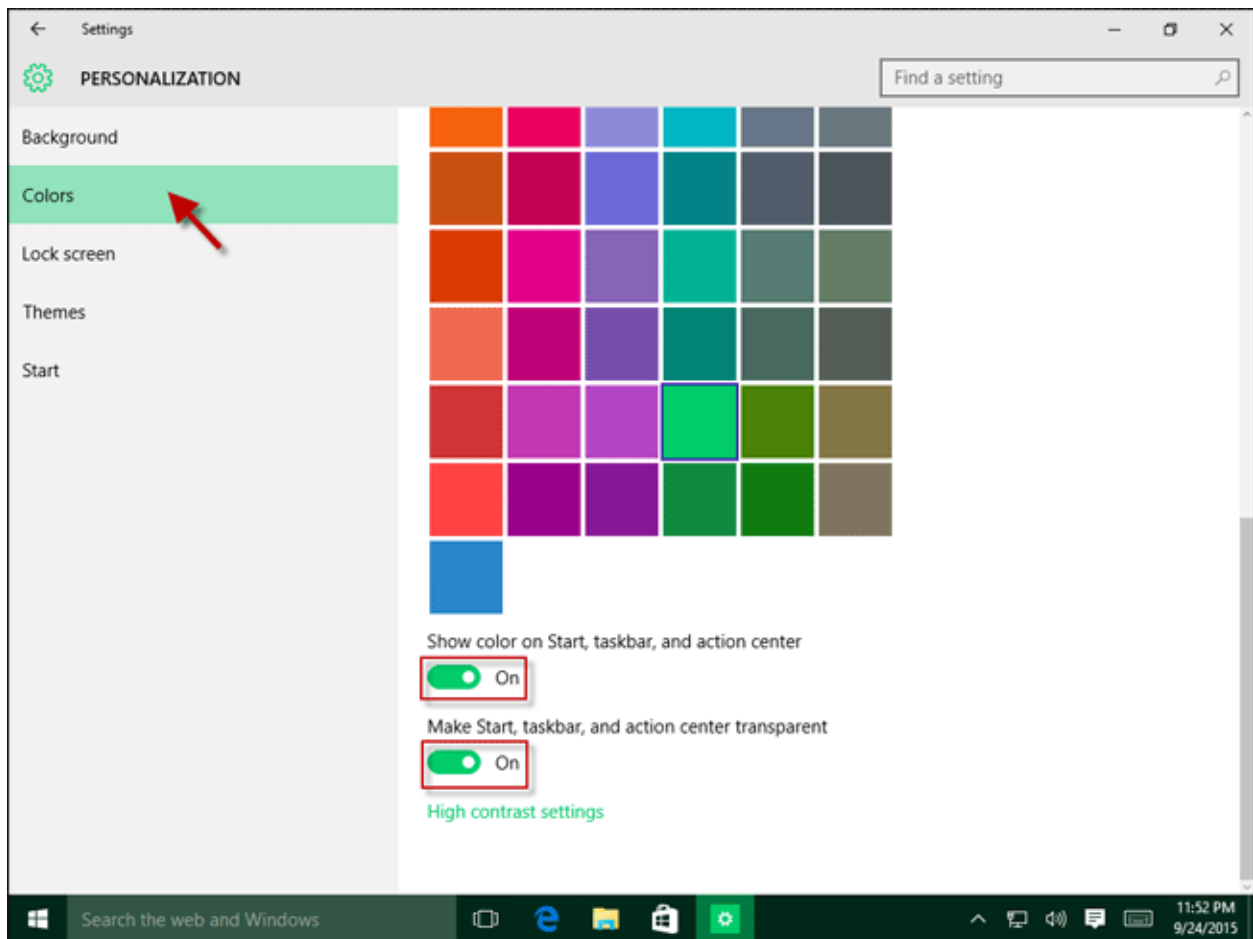 Settings
PERSONALIZATION
Find a setting
Background
Colors
Lock screen
Themes
Start
Show color on Start, taskbar, and action center
On
Make Start, taskbar, and action center transparent
On
High contrast settings
Search the web and Windows
11:52 PM
9/24/2015